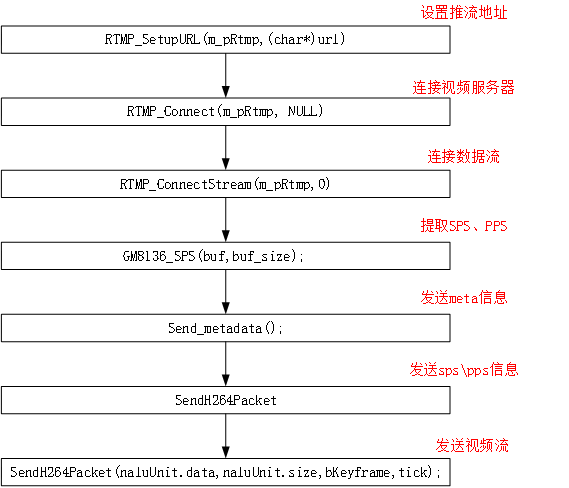 设置推流地址
RTMP_SetupURL(m_pRtmp,(char*)url)
连接视频服务器
RTMP_Connect(m_pRtmp, NULL)
连接数据流
RTMP_ConnectStream(m_pRtmp,0)
提取SPS、PPS
GM8136_SPS(buf,buf_size);
发送meta信息
Send_metadata();
发送sps\pps信息
SendH264Packet
发送视频流
SendH264Packet(naluUnit.data,naluUnit.size,bKeyframe,tick);